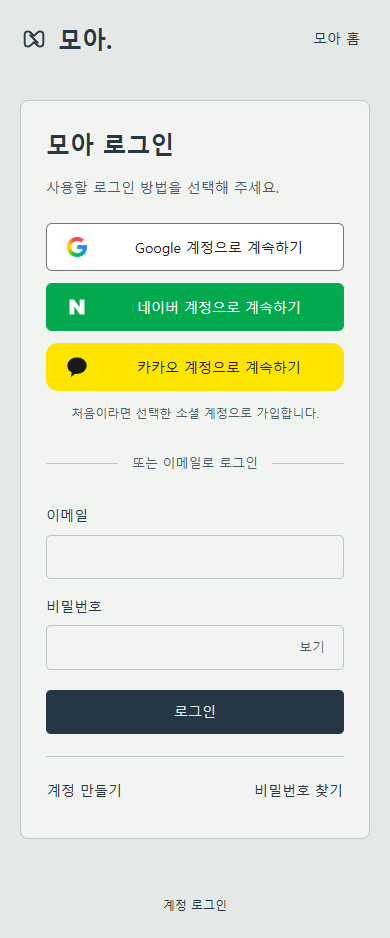 모아.
모아 홈
모아 로그인
사용할 로그인 방법을 선택해 주세요.
Google 계정으로 계속하기
네이버 계정으로 계속하기
카카오 계정으로 계속하기
처음이라면 선택한 소셜 계정으로 가입합니다.
또는 이메일로 로그인
이메일
비밀번호
보기
로그인
계정 만들기
비밀번호 찾기
계정 로그인